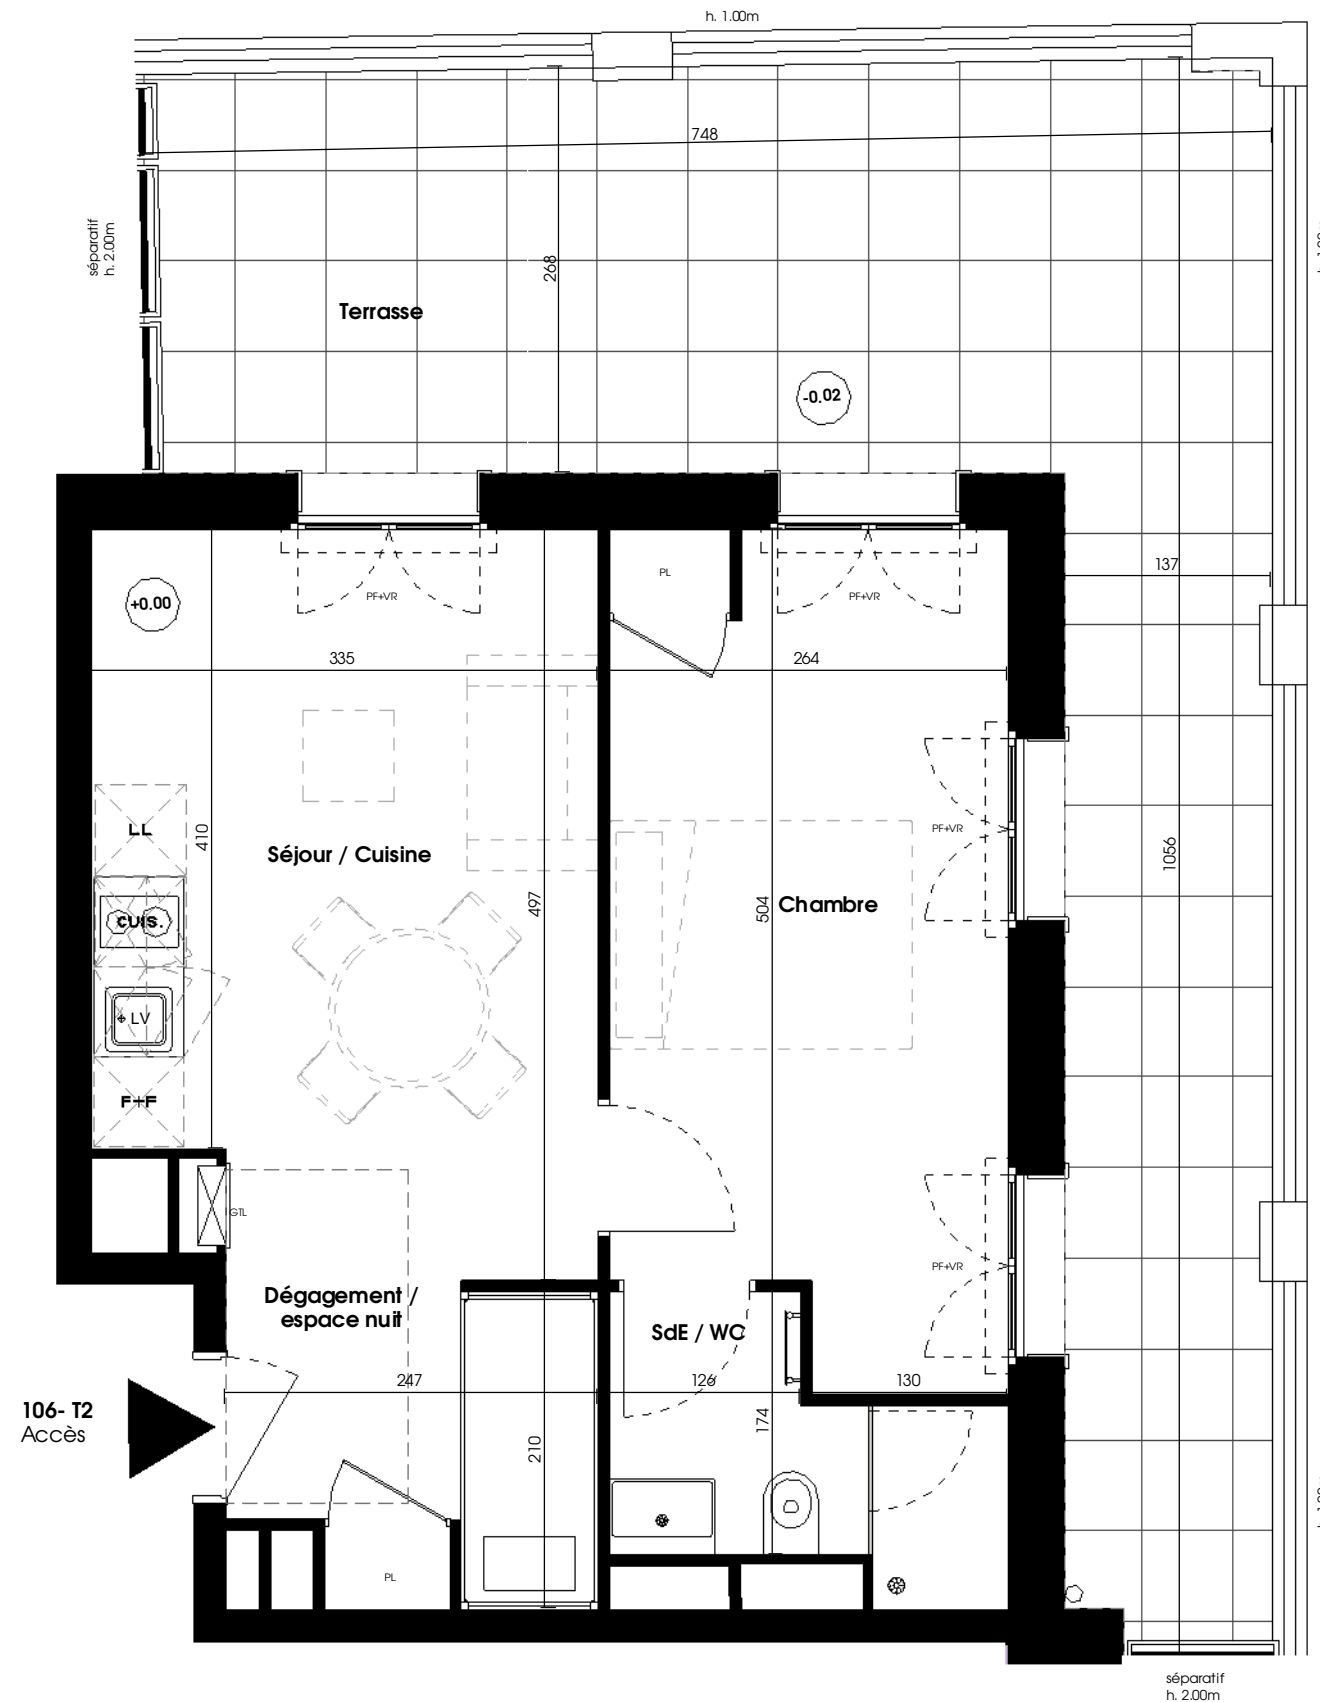 h. 1.00m
748
séparatif
h. 2.00m
268
Terrasse
-0.02
137
PL
PF+VR
PF+VR
+0.00
335
264
LL
410
Séjour / Cuisine
PF+VR
1056
CUIS.
497
504
Chambre
LV
F+F
GTL
PF+VR
Dégagement /
espace nuit
SdE / WC
247
126
130
106- T2
Accès
174
210
PL
séparatif
h. 2.00m